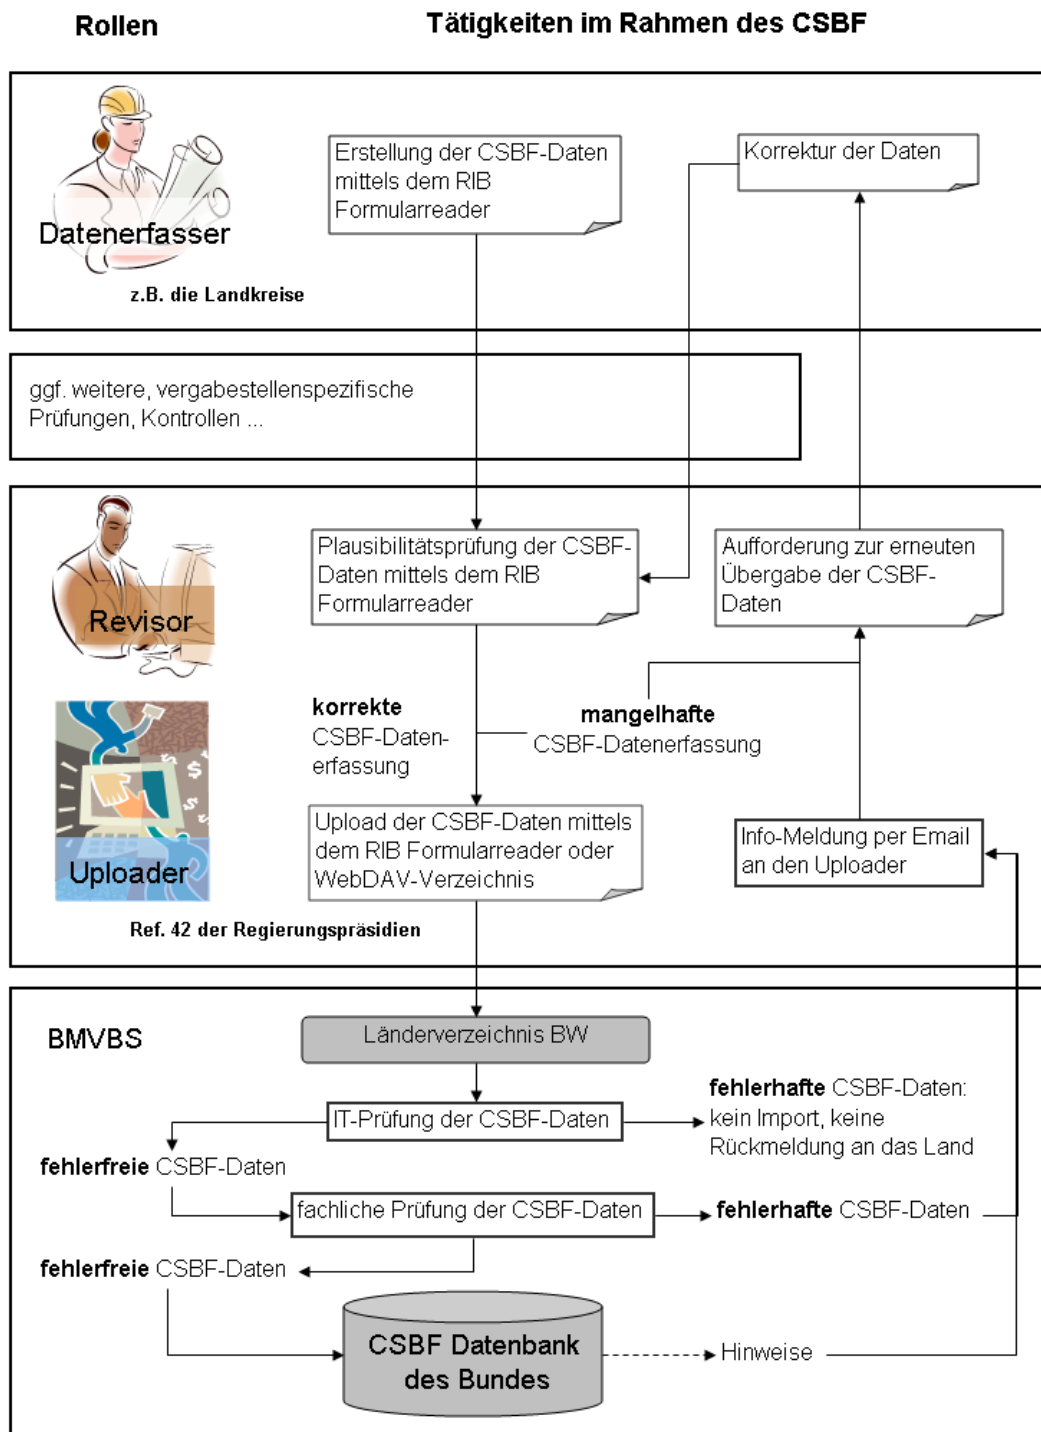 Rollen
Tätigkeiten im Rahmen des CSBF
Datenerfasser
z.B. die Landkreise
Erstellung der CSBF-Daten
mittels dem RIB
Formularreader
Korrektur der Daten
ggf. weitere, vergabestellenspezifische
Prüfungen, Kontrollen ...
Revisor
Plausibilitätsprüfung der CSBF-
Daten mittels dem RIB
Formularreader
Aufforderung zur erneuten
Übergabe der CSBF-
Daten
korrekte
CSBF-Daten-
erfassung
mangelhafte
CSBF-Datenerfassung
Uploader
Upload der CSBF-Daten mittels
dem RIB Formularreader oder
WebDAV-Verzeichnis
Info-Meldung per Email
an den Uploader
Ref. 42 der Regierungspräsidien
BMVBS
Länderverzeichnis BW
IT-Prüfung der CSBF-Daten
fehlerhafte CSBF-Daten:
kein Import, keine
Rückmeldung an das Land
fehlerfreie CSBF-Daten
fachliche Prüfung der CSBF-Daten
fehlerhafte CSBF-Daten
fehlerfreie CSBF-Daten
CSBF Datenbank
des Bundes
Hinweise